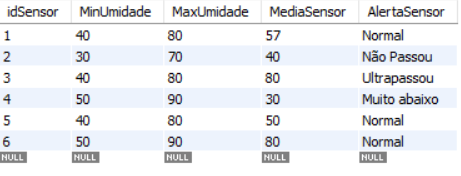 idSensor MinUmidade MaxUmidade MediaSensor AlertaSensor
1 40 80 57 Normal
2 30 70 40 Não Passou
3 40 80 80 Ultrapassou
4 50 90 30 Muito abaixo
5 40 80 50 Normal
6 50 90 80 Normal
NULL NULL NULL NULL NULL